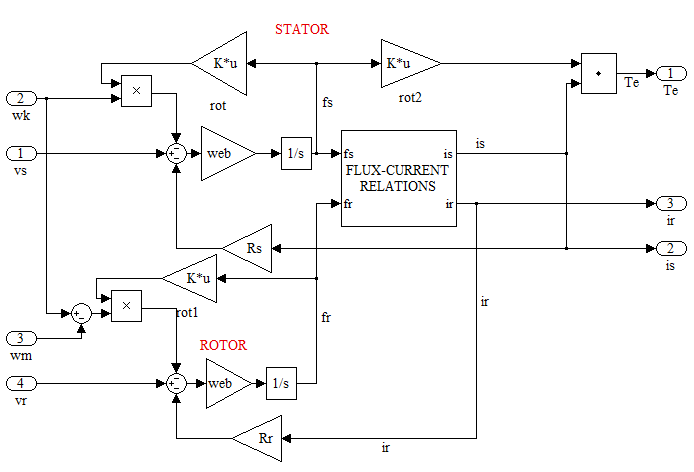 STATOR
K*u
K*u
rot
rot2
fs
×
2
wk
1
Te
Te
1
vs
web
1/s
fs
is
is
FLUX-CURRENT
RELATIONS
fr
ir
3
ir
Rs
2
is
K*u
rot1
×
3
wm
fr
ir
ROTOR
4
vr
web
1/s
Rr
ir